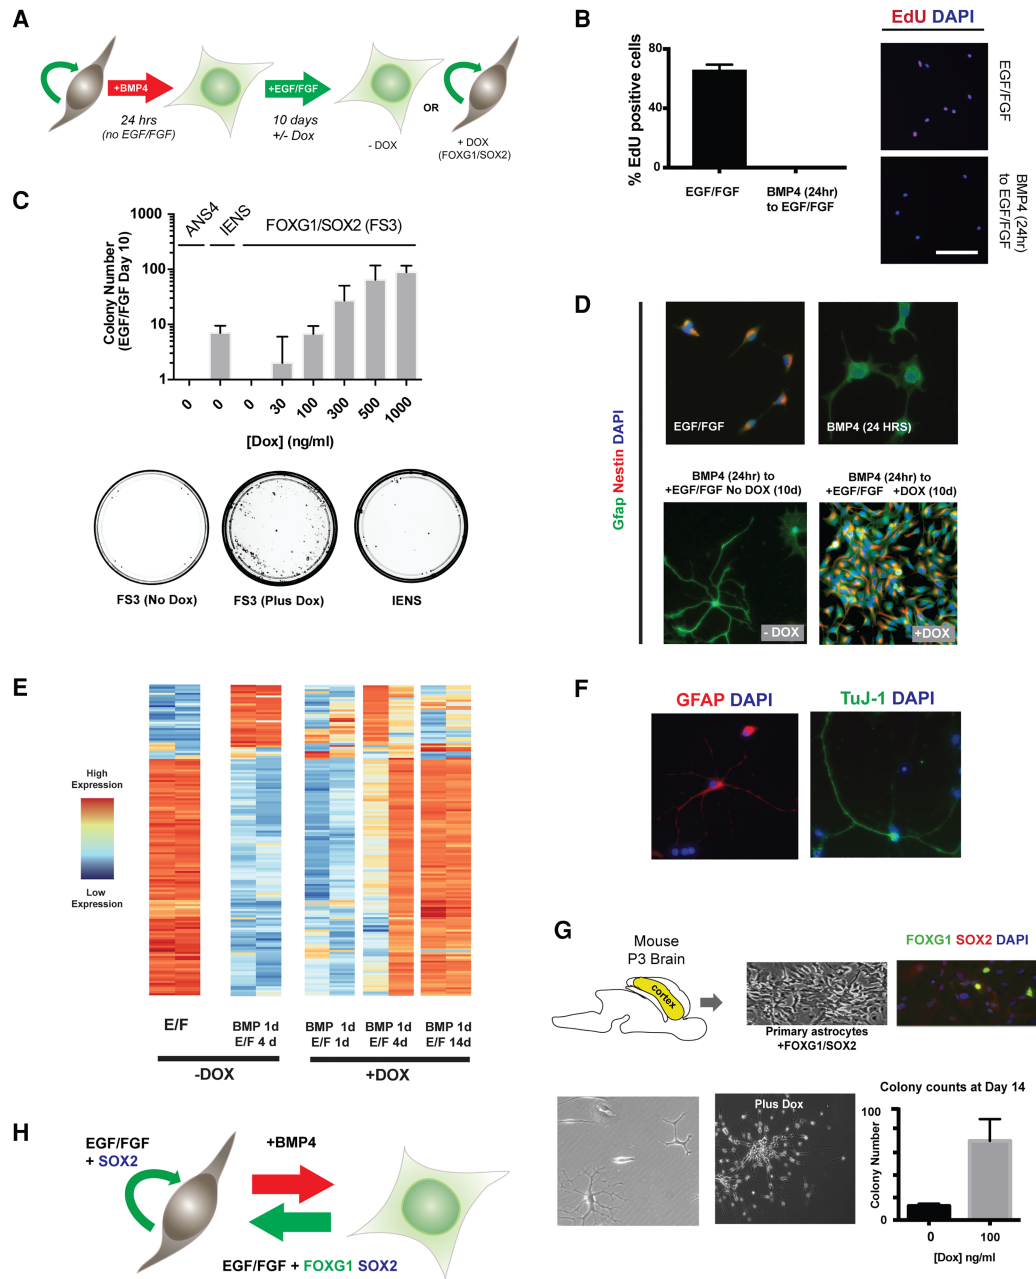 A
+BMP4
24 hrs
(no EGF/FGF)
+EGF/FGF
10 days
+/- Dox
- DOX
OR
+ DOX
(FOXG1/SOX2)
B
% EdU positive cells
80
40
0
EGF/FGF
BMP4 (24hr)
to EGF/FGF
EdU DAPI
EGF/FGF
BMP4 (24hr)
to EGF/FGF
C
Colony Number
(EGF/FGF Day 10)
1000
100
10
1
ANS4
IENS
FOXG1/SOX2 (FS3)
0
0
0
30
100
300
500
1000
[Dox] (ng/ml)
FS3 (No Dox)
FS3 (Plus Dox)
IENS
D
Gfap Nestin DAPI
EGF/FGF
BMP4 (24 HRS)
BMP4 (24hr) to
+EGF/FGF No DOX (10d)
BMP4 (24hr) to
+EGF/FGF +DOX (10d)
- DOX
+DOX
E
High
Expression
Low
Expression
E/F
BMP 1d
E/F 4 d
BMP 1d
E/F 1d
BMP 1d
E/F 4d
BMP 1d
E/F 14d
-DOX
+DOX
F
GFAP DAPI
TuJ-1 DAPI
G
Mouse
P3 Brain
cortex
Primary astrocytes
+FOXG1/SOX2
FOXG1 SOX2 DAPI
Plus Dox
Colony counts at Day 14
Colony Number
100
0
0
100
[Dox] ng/ml
H
EGF/FGF
+ SOX2
+BMP4
EGF/FGF + FOXG1 SOX2